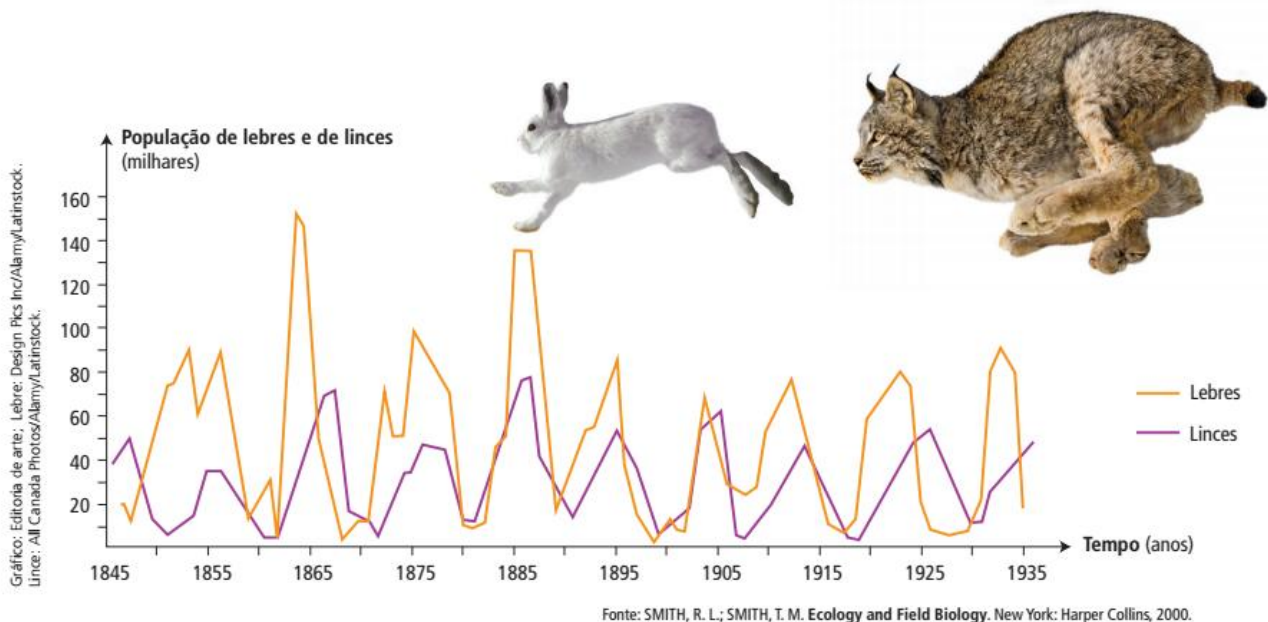 População de lebres e de linces
(milhares)
160
140
120
100
80
60
40
20
1845 1855 1865 1875 1885 1895 1905 1915 1925 1935
Tempo (anos)
Lebres
Linces
Gráfico: Editoria de arte; Lebre: Design Pics Inc/Alamy/Latinstock.
Lince: All Canada Photos/Alamy/Latinstock.
Fonte: SMITH, R. L.; SMITH, T. M. Ecology and Field Biology. New York: Harper Collins, 2000.